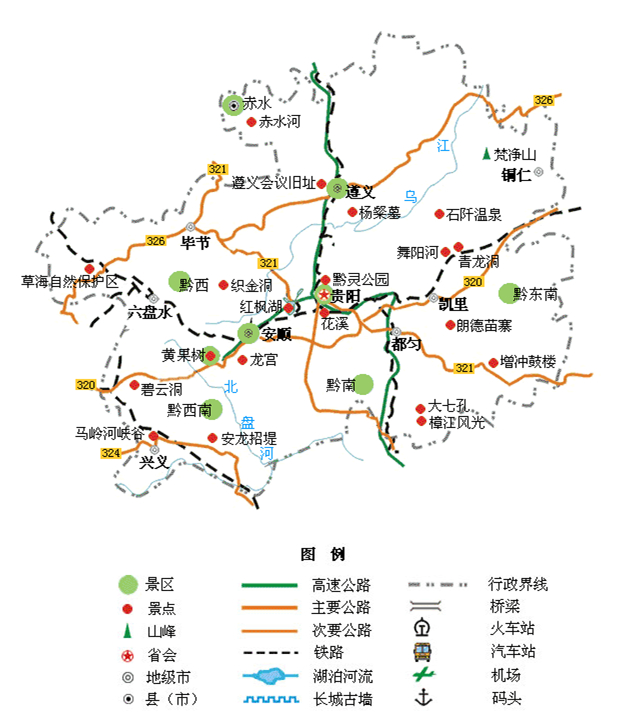 326
赤水
赤水河
江
梵净山
321
铜仁
遵义会议旧址
遵义
乌
杨粲墓
石阡温泉
毕节
326
舞阳河
青龙洞
321
草海自然保护区
黔西
织金洞
黔灵公园
320
黔东南
贵阳
六盘水
红枫湖
凯里
花溪
朗德苗寨
安顺
都匀
黄果树
龙宫
增冲鼓楼
321
320
碧云洞
北
黔南
黔西南
盘
大七孔
樟江风光
马岭河峡谷
安龙招堤
河
324
兴义
图 例
景区
高速公路
行政界线
景点
主要公路
桥梁
山峰
次要公路
火车站
省会
铁路
汽车站
地级市
湖泊河流
机场
县（市）
长城古墙
码头